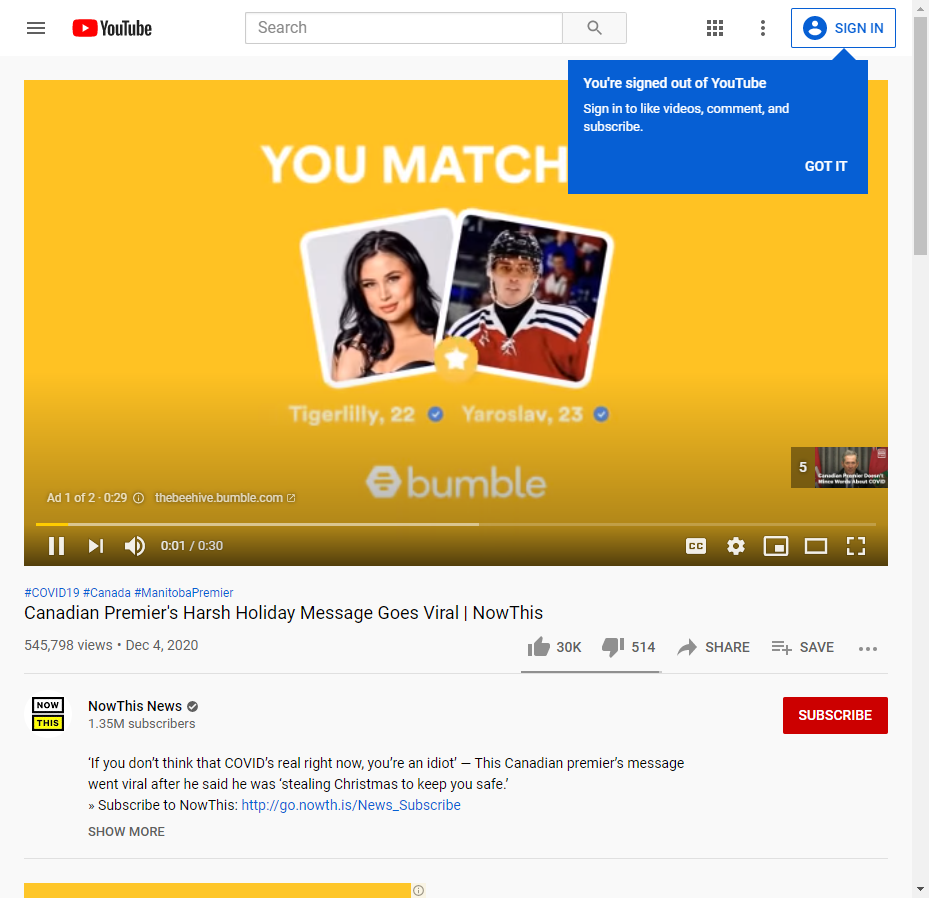 YouTube
Search
SIGN IN
You're signed out of YouTube
Sign in to like videos, comment, and
subscribe.
GOT IT
YOU MATCH
Tigerlilly, 22 Yaroslav, 23
bumble
5
Canadian Premier Doesn't
Mince Words About COVID
Ad 1 of 2 · 0:29 thebeehive.bumble.com
0:01 / 0:30
CC
#COVID19 #Canada #ManitobaPremier
Canadian Premier's Harsh Holiday Message Goes Viral | NowThis
545,798 views • Dec 4, 2020
30K 514 SHARE SAVE
NOW
THIS
NowThis News
1.35M subscribers
SUBSCRIBE
‘If you don’t think that COVID’s real right now, you’re an idiot’ — This Canadian premier’s message
went viral after he said he was ‘stealing Christmas to keep you safe.’
» Subscribe to NowThis: http://go.nowth.is/News_Subscribe
SHOW MORE